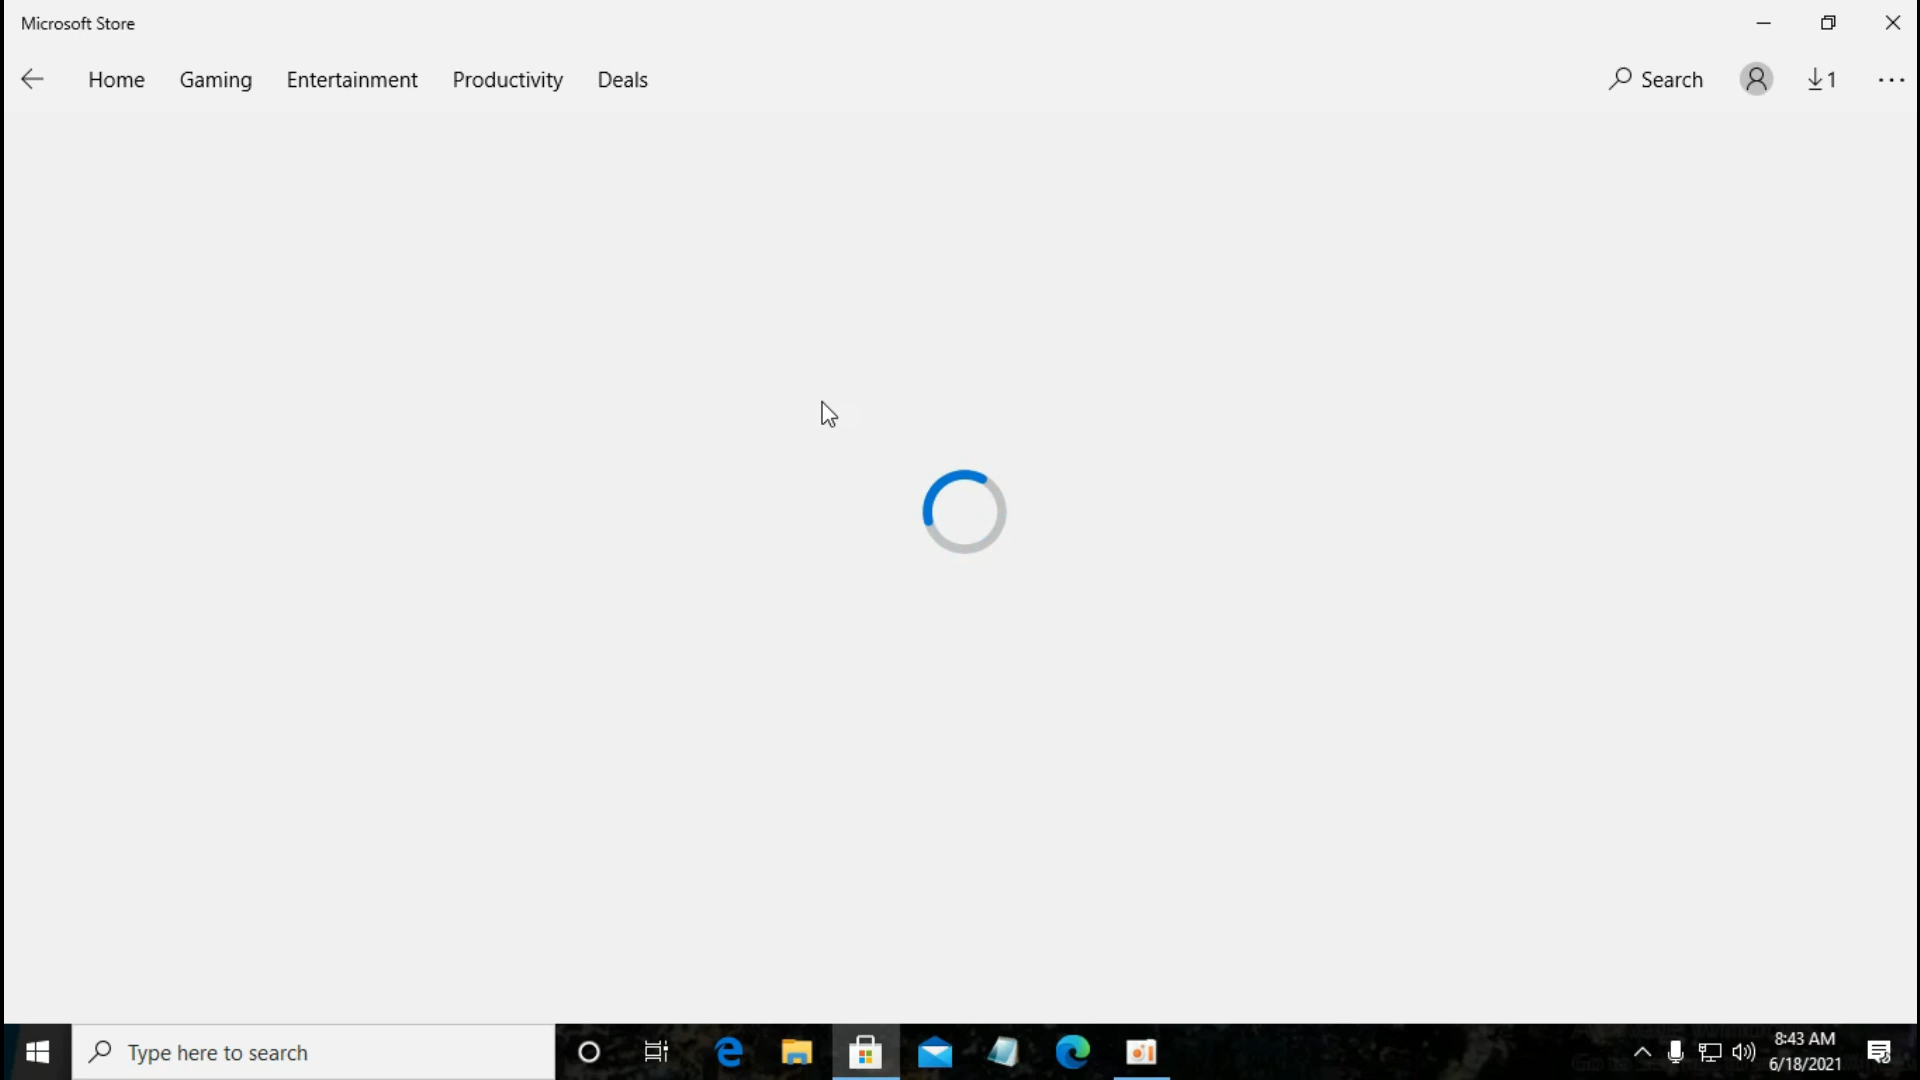 Microsoft Store
Home Gaming Entertainment Productivity Deals Search 1
Type here to search
8:43 AM
6/18/2021